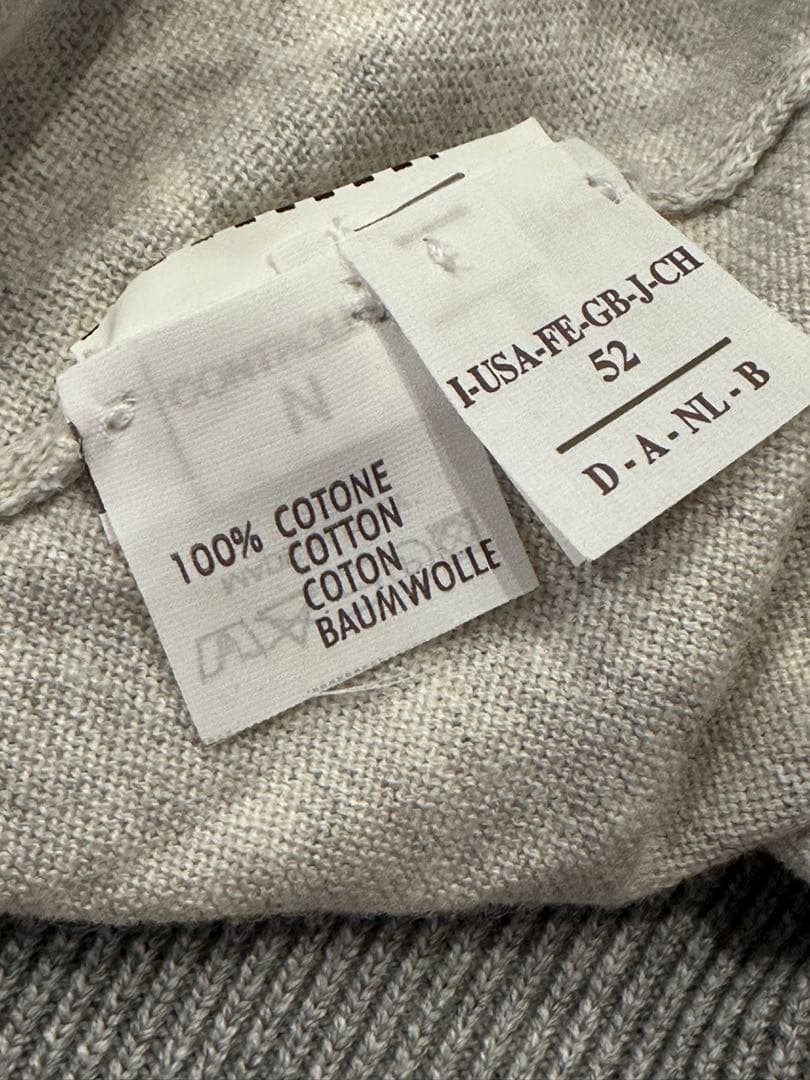 100% COTONE
COTTON
COTON
BAUMWOLLE
I-USA-FE-GB-J-CH
52
D - A - NL - B